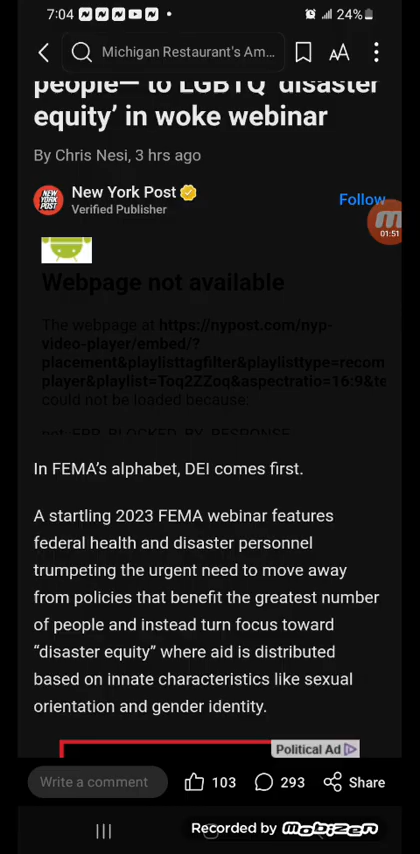 7:04
24%
Michigan Restaurant's Am...
AA
people— to LGBTQ 'disaster
equity' in woke webinar
By Chris Nesi, 3 hrs ago
NEW YORK POST
New York Post
Verified Publisher
Follow
01:51
Webpage not available
The webpage at https://nypost.com/nyp-
video-player/embed/?
placement&playlisttagfilter&playlisttype=recom
player&playlist=Toq2ZZoq&aspectratio=16:9&te
could not be loaded because:
net::ERR_BLOCKED_BY_RESPONSE
In FEMA's alphabet, DEI comes first.
A startling 2023 FEMA webinar features
federal health and disaster personnel
trumpeting the urgent need to move away
from policies that benefit the greatest number
of people and instead turn focus toward
“disaster equity” where aid is distributed
based on innate characteristics like sexual
orientation and gender identity.
Political Ad
Write a comment
103
293
Share
Recorded by mobizen